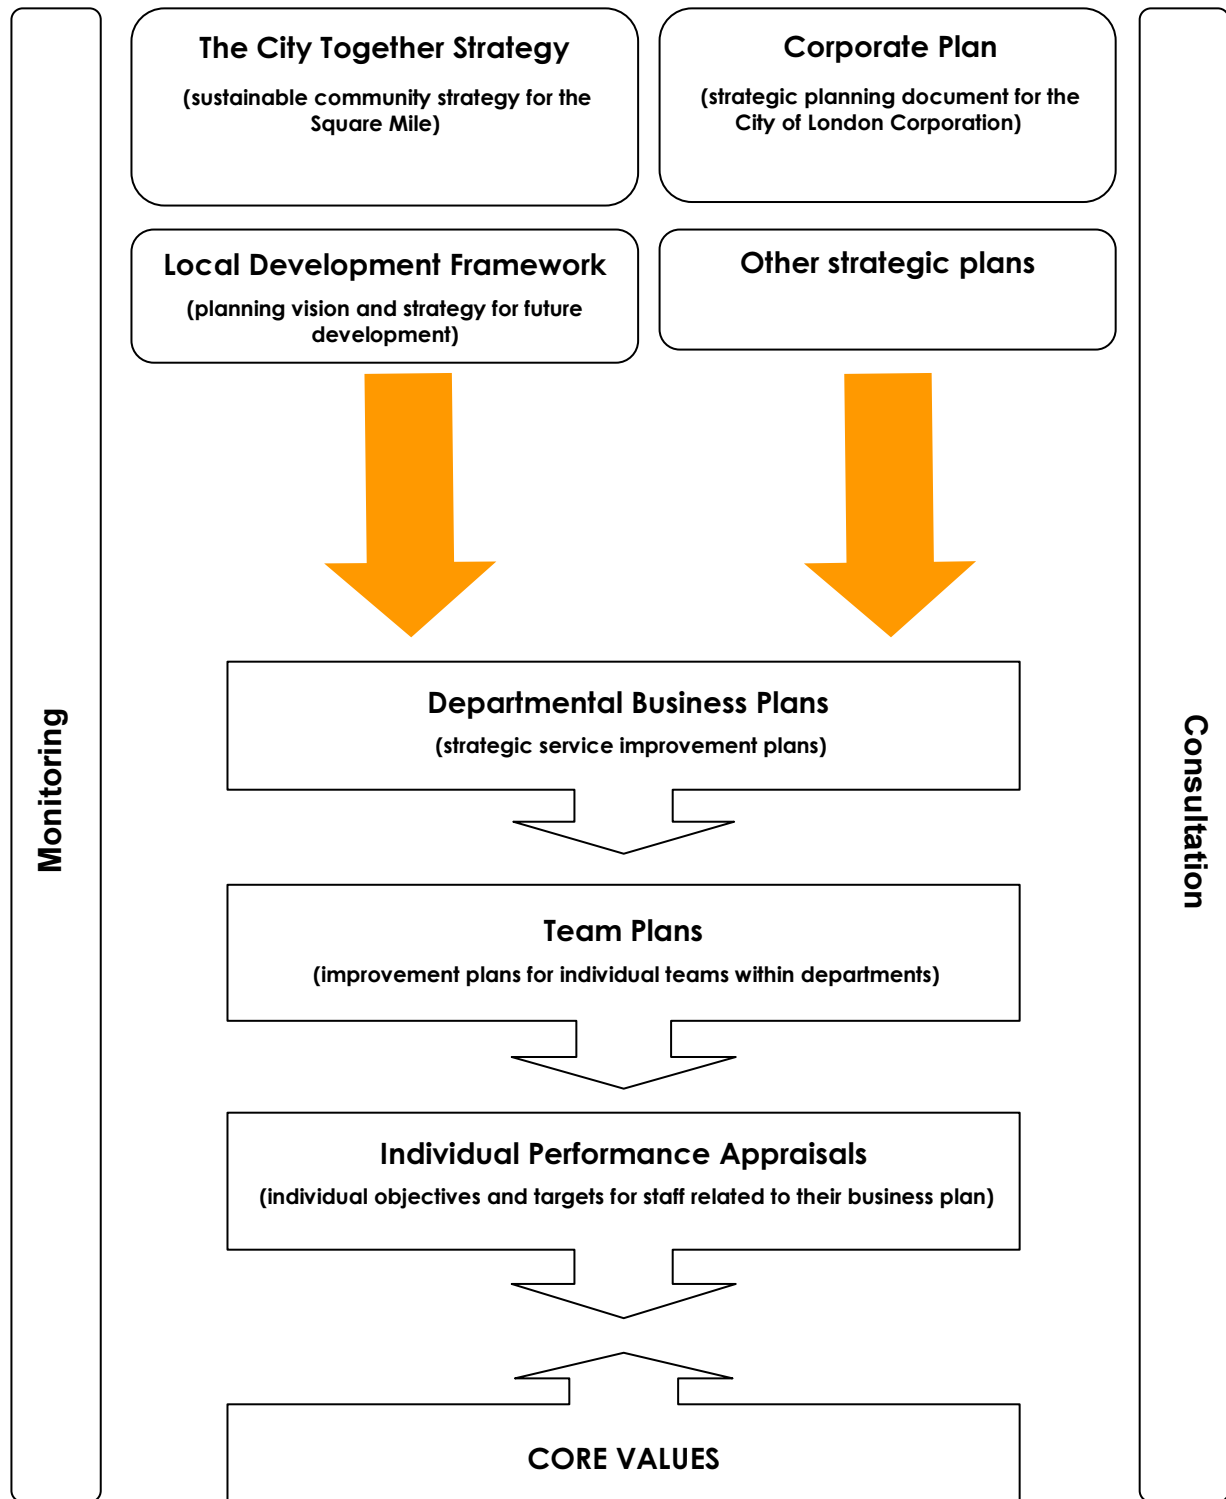 The City Together Strategy
(sustainable community strategy for the
Square Mile)
Corporate Plan
(strategic planning document for the
City of London Corporation)
Local Development Framework
(planning vision and strategy for future
development)
Other strategic plans
Monitoring
Consultation
Departmental Business Plans
(strategic service improvement plans)
Team Plans
(improvement plans for individual teams within departments)
Individual Performance Appraisals
(individual objectives and targets for staff related to their business plan)
CORE VALUES